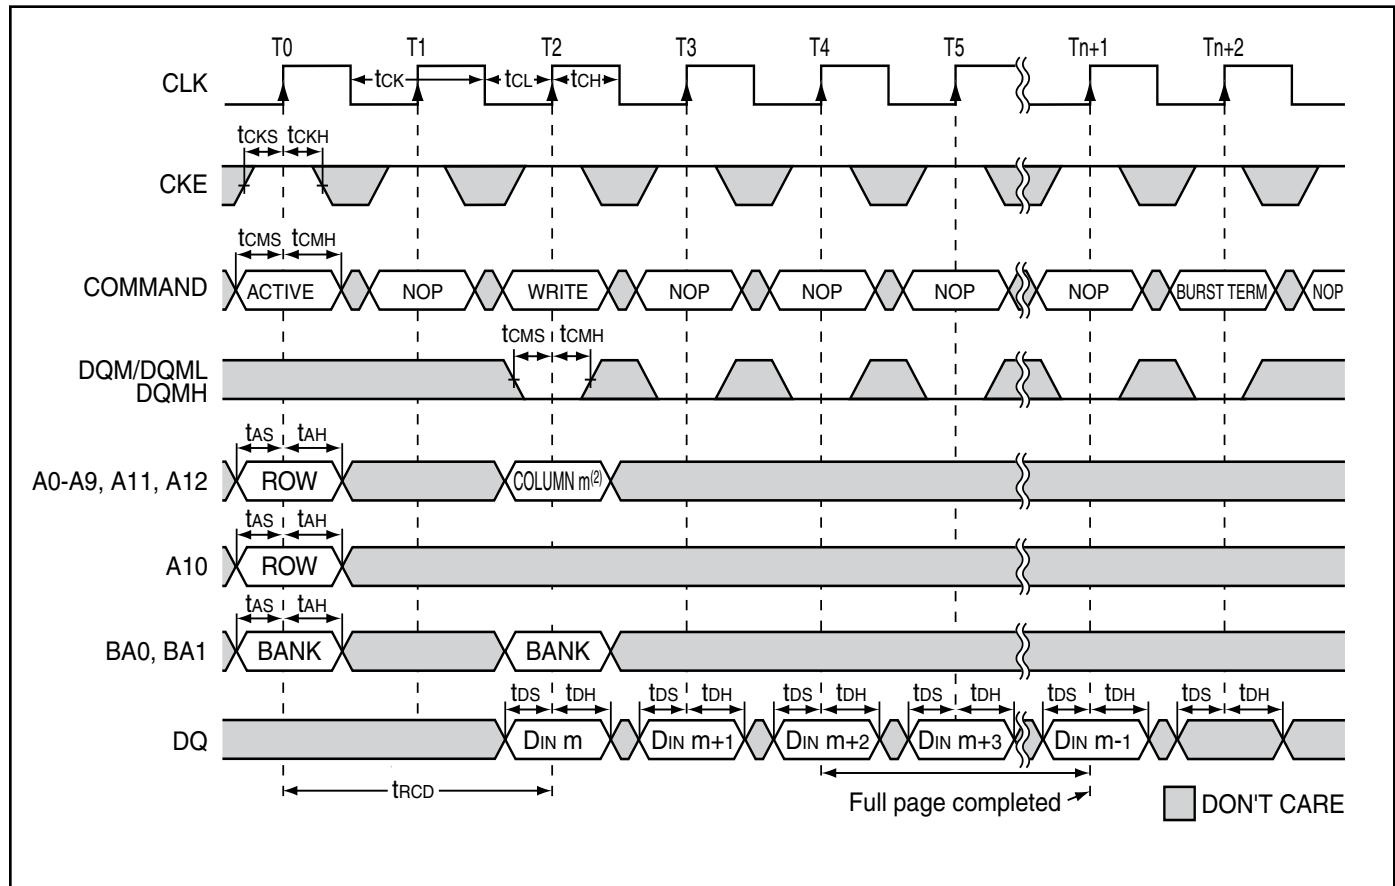 T0 T1 T2 T3 T4 T5 Tn+1 Tn+2
CLK tCK tCL tCH
tCKS tCKH
CKE
tCMS tCMH
COMMAND ACTIVE NOP WRITE NOP NOP NOP NOP BURST TERM NOP
tCMS tCMH
DQM/DQML
DQMH
tAS tAH
A0-A9, A11, A12 ROW COLUMN m(2)
tAS tAH
A10 ROW
tAS tAH
BA0, BA1 BANK BANK
tDS tDH tDS tDH tDS tDH tDS tDH tDS tDH tDS tDH
DQ DIN m DIN m+1 DIN m+2 DIN m+3 DIN m-1
tRCD
Full page completed DON'T CARE